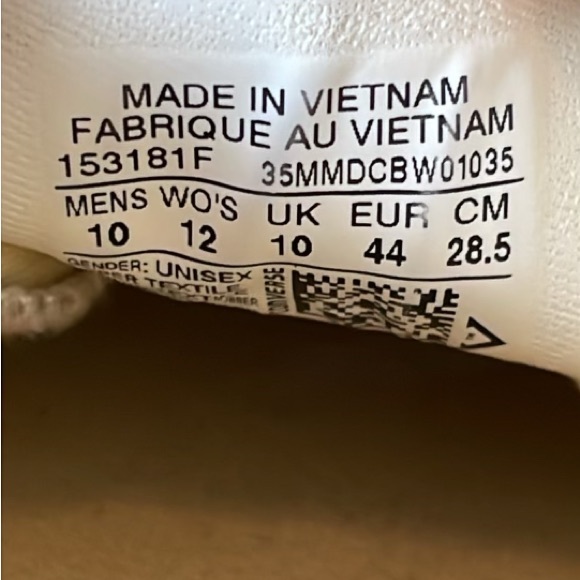 MADE IN VIETNAM
FABRIQUE AU VIETNAM
153181F 35MMDCBW01035
MENS WO'S UK EUR CM
10 12 10 44 28.5
GENDER: UNISEX
TEXTILE
CONVERSE